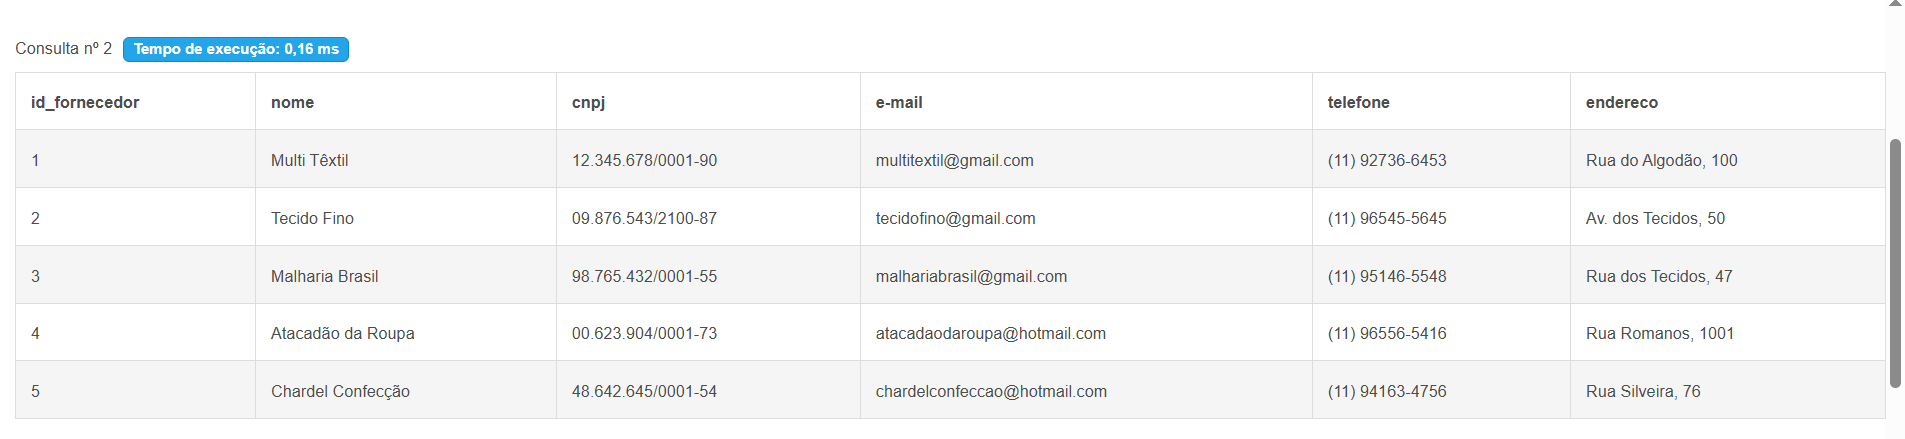 Consulta nº 2 Tempo de execução: 0,16 ms
id_fornecedor nome cnpj e-mail telefone endereco
1 Multi Têxtil 12.345.678/0001-90 multitextil@gmail.com (11) 92736-6453 Rua do Algodão, 100
2 Tecido Fino 09.876.543/2100-87 tecidofino@gmail.com (11) 96545-5645 Av. dos Tecidos, 50
3 Malharia Brasil 98.765.432/0001-55 malhariabrasil@gmail.com (11) 95146-5548 Rua dos Tecidos, 47
4 Atacadão da Roupa 00.623.904/0001-73 atacadaodaroupa@hotmail.com (11) 96556-5416 Rua Romanos, 1001
5 Chardel Confecção 48.642.645/0001-54 chardelconfeccao@hotmail.com (11) 94163-4756 Rua Silveira, 76